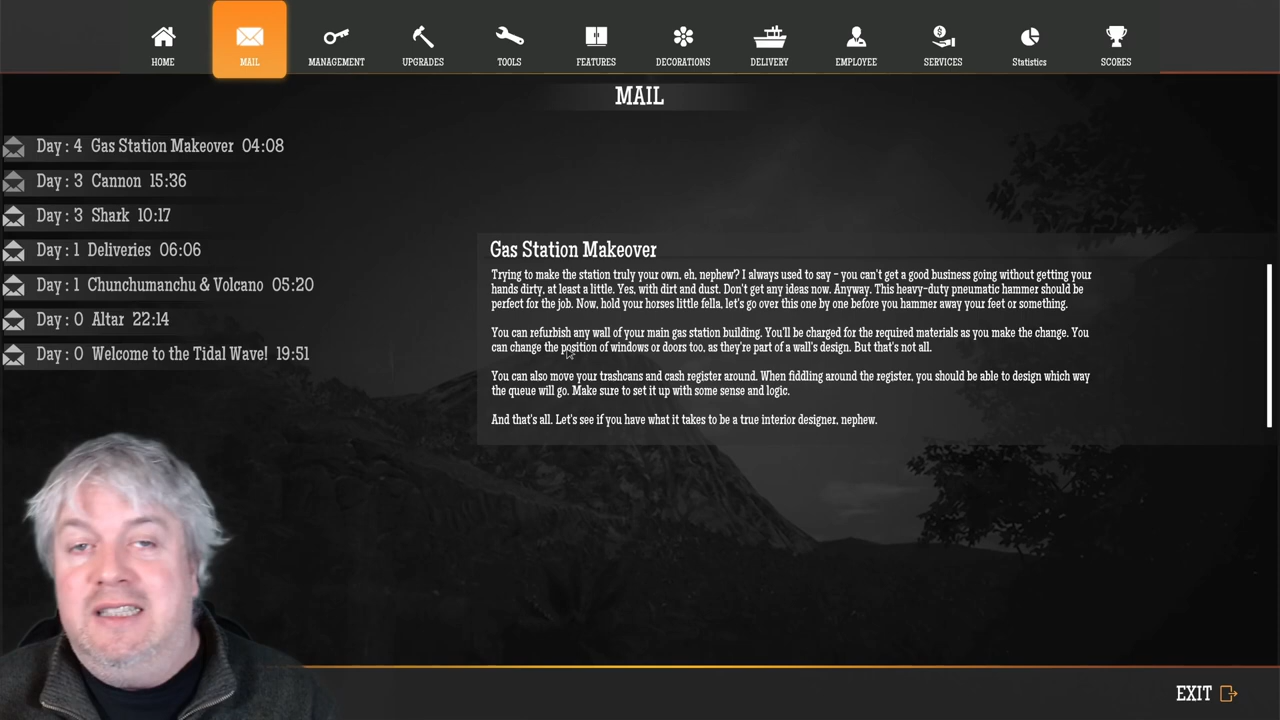 HOME
MAIL
MANAGEMENT
UPGRADES
TOOLS
FEATURES
DECORATIONS
DELIVERY
EMPLOYEE
SERVICES
Statistics
SCORES
MAIL
Day : 4 Gas Station Makeover 04:08
Day : 3 Cannon 15:36
Day : 3 Shark 10:17
Day : 1 Deliveries 06:06
Day : 1 Chunchumanchu & Volcano 05:20
Day : 0 Altar 22:14
Day : 0 Welcome to the Tidal Wave! 19:51
Gas Station Makeover
Trying to make the station truly your own, eh, nephew? I always used to say - you can't get a good business going without getting your
hands dirty, at least a little. Yes, with dirt and dust. Don't get any ideas now. Anyway. This heavy-duty pneumatic hammer should be
perfect for the job. Now, hold your horses little fella, let's go over this one by one before you hammer away your feet or something.
You can refurbish any wall of your main gas station building. You'll be charged for the required materials as you make the change. You
can change the position of windows or doors too, as they're part of a wall's design. But that's not all.
You can also move your trashcans and cash register around. When fiddling around the register, you should be able to design which way
the queue will go. Make sure to set it up with some sense and logic.
And that's all. Let's see if you have what it takes to be a true interior designer, nephew.
EXIT